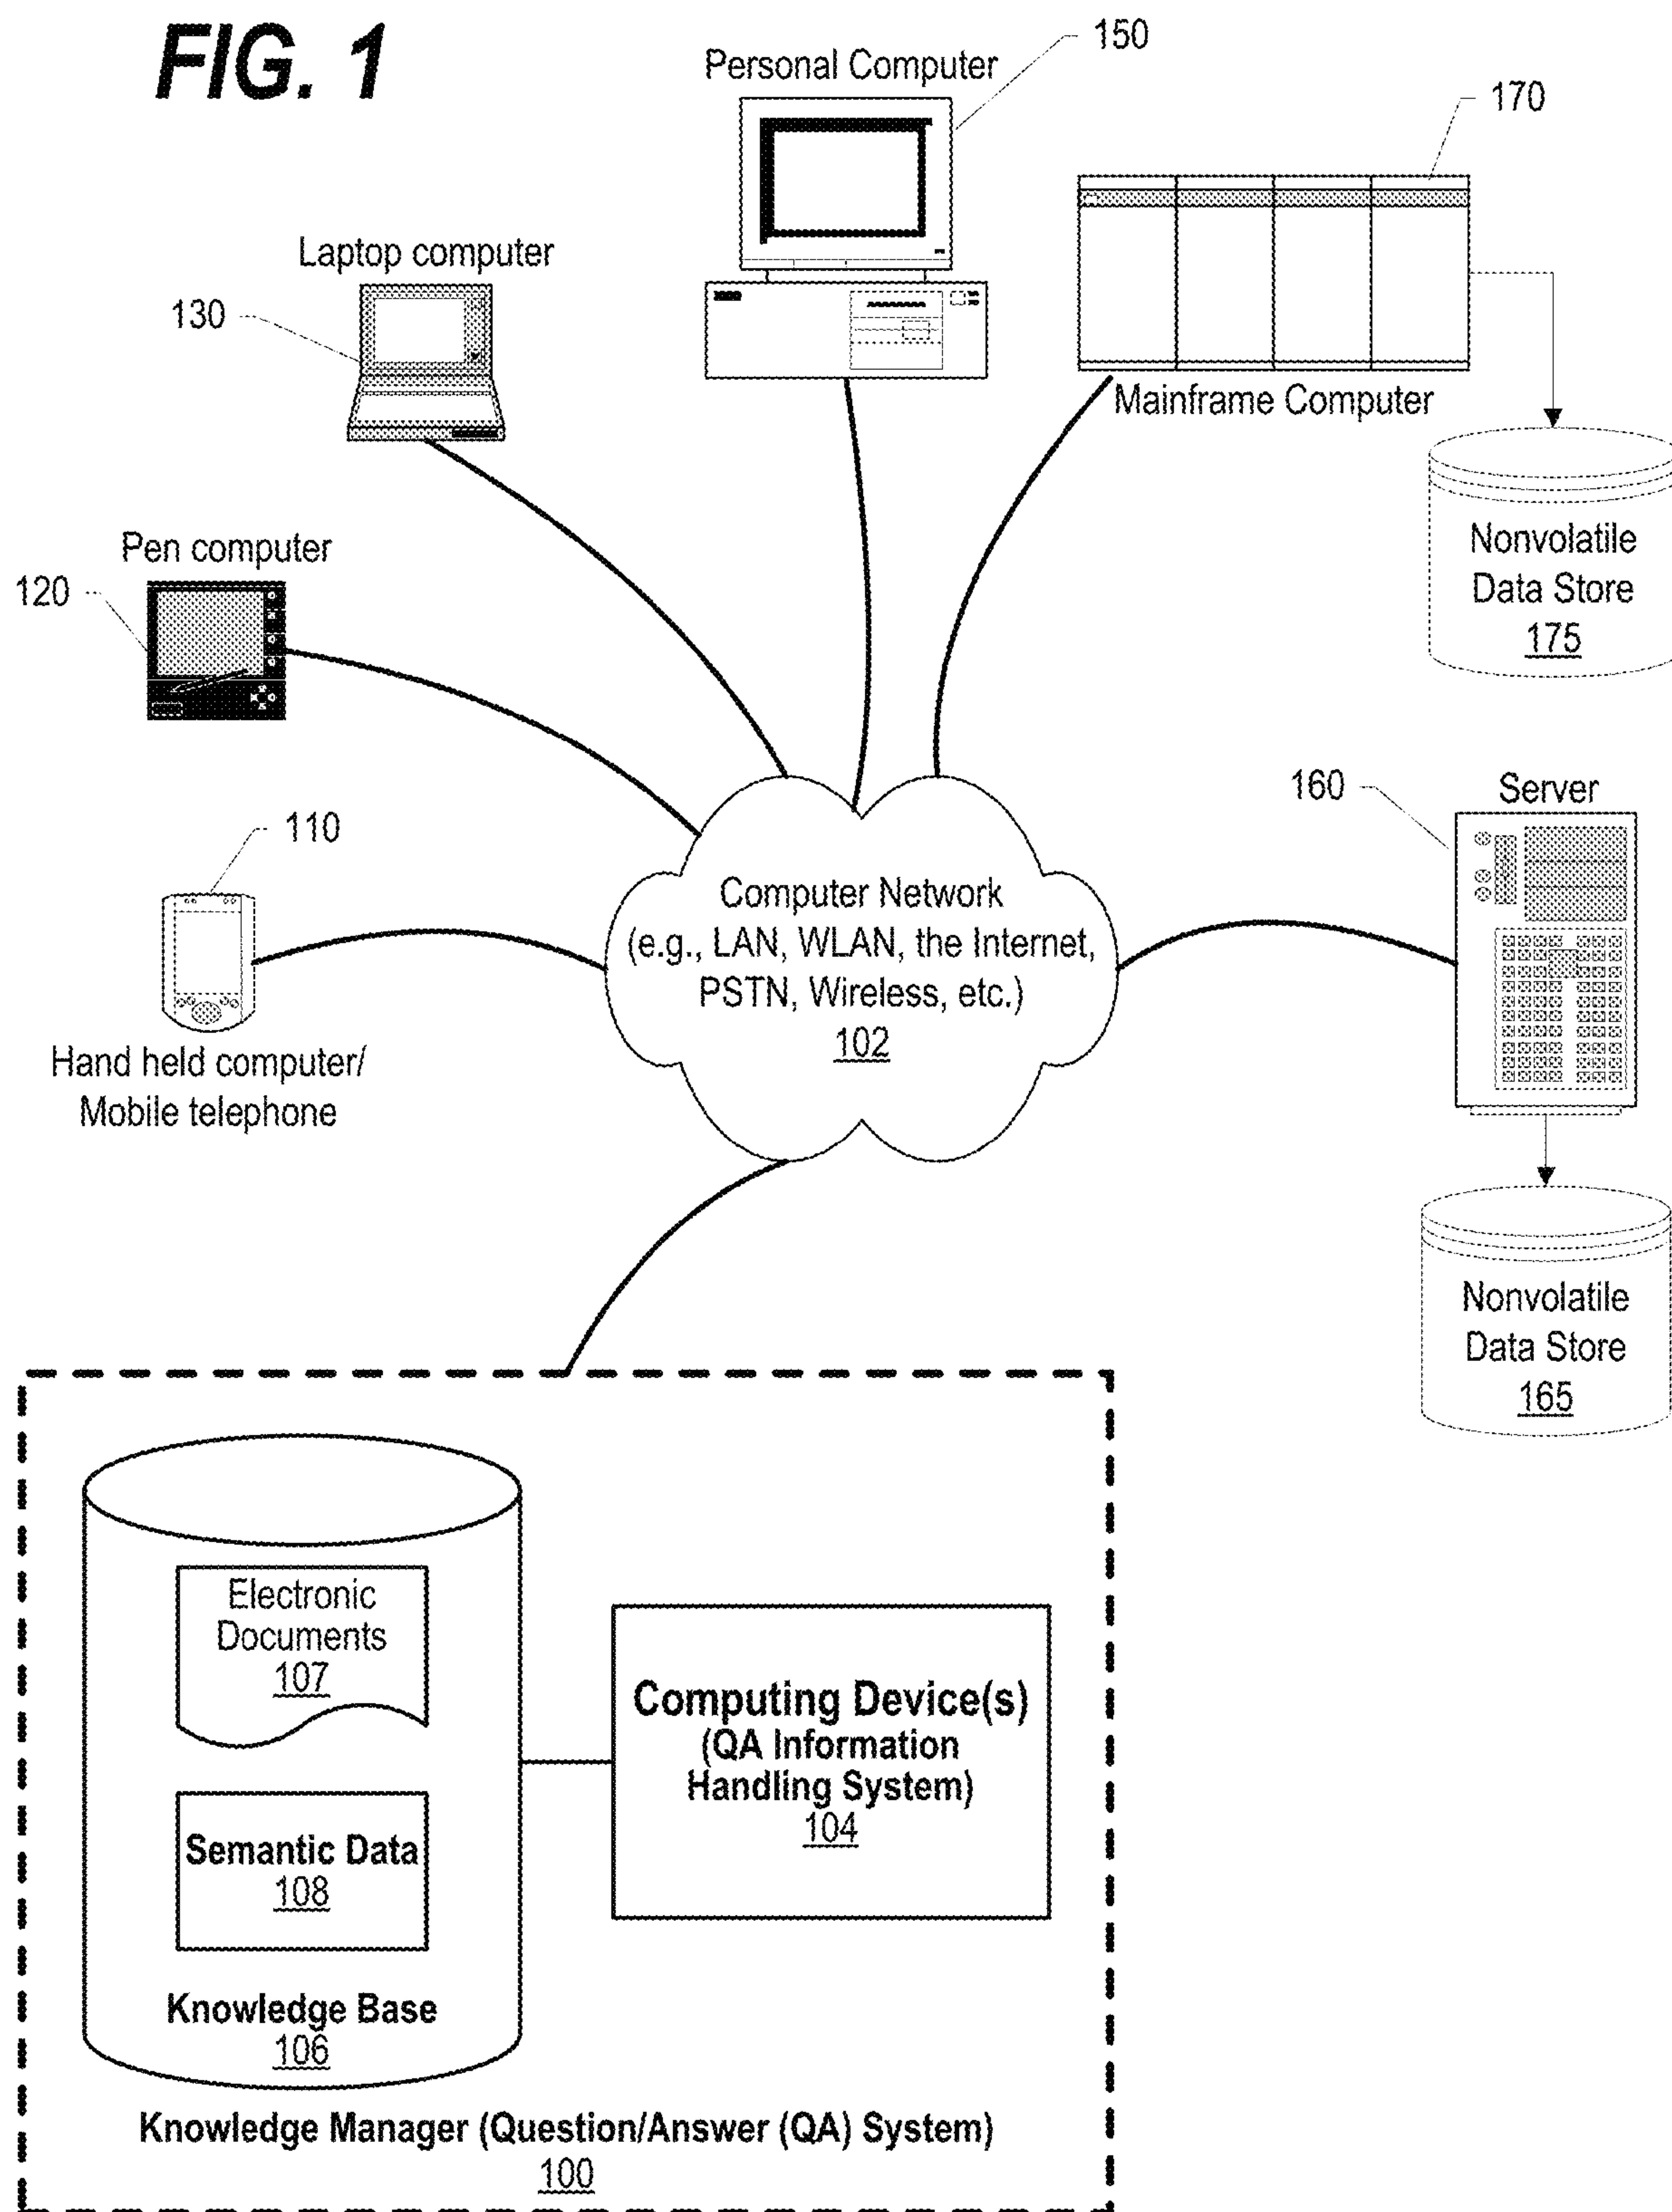 FIG. 1
150
Personal Computer
170
Laptop computer
130
Mainframe Computer
Pen computer
120
Nonvolatile
Data Store
175
160
Server
110
Computer Network
(e.g., LAN, WLAN, the Internet,
PSTN, Wireless, etc.)
102
Hand held computer/
Mobile telephone
Nonvolatile
Data Store
165
Electronic
Documents
107
Computing Device(s)
(QA Information
Handling System)
104
Semantic Data
108
Knowledge Base
106
Knowledge Manager (Question/Answer (QA) System)
100